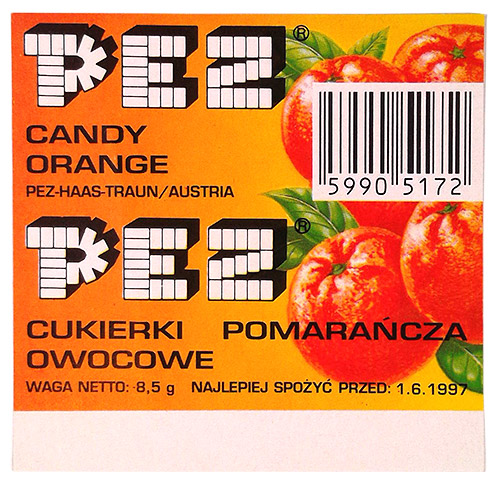 PEZ®
CANDY
ORANGE
PEZ-HAAS-TRAUN/AUSTRIA
5990 5172
PEZ®
CUKIERKI POMARAŃCZA
OWOCOWE
WAGA NETTO: 8,5 g NAJLEPIEJ SPOŻYĆ PRZED: 1.6.1997